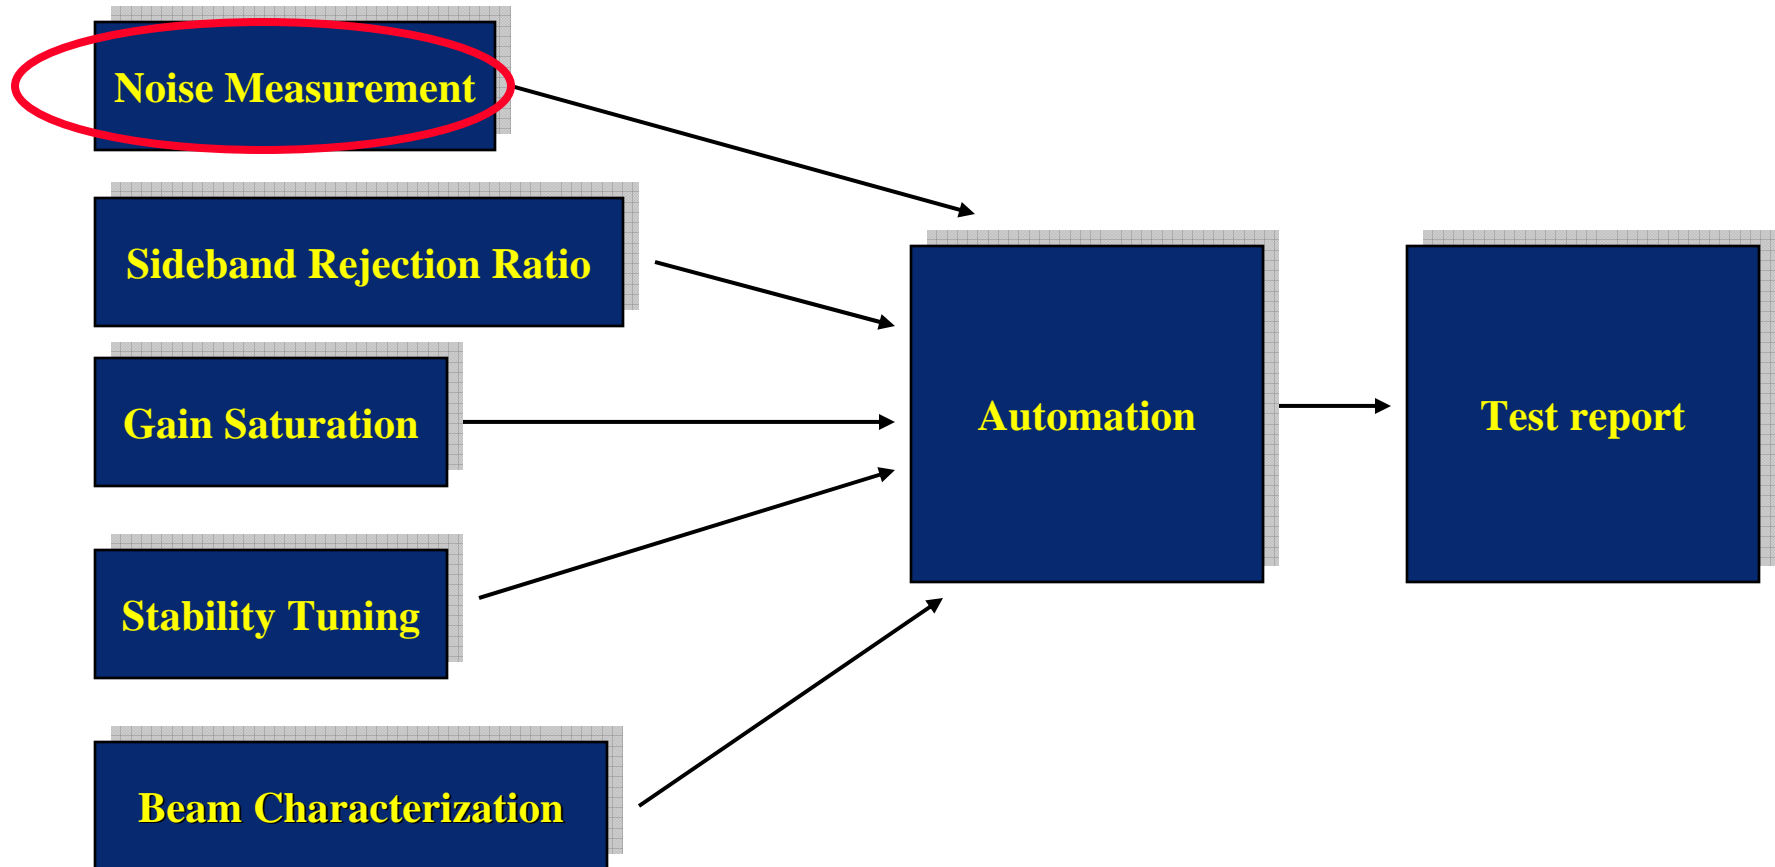 Noise Measurement
Sideband Rejection Ratio
Gain Saturation
Automation
Test report
Stability Tuning
Beam Characterization